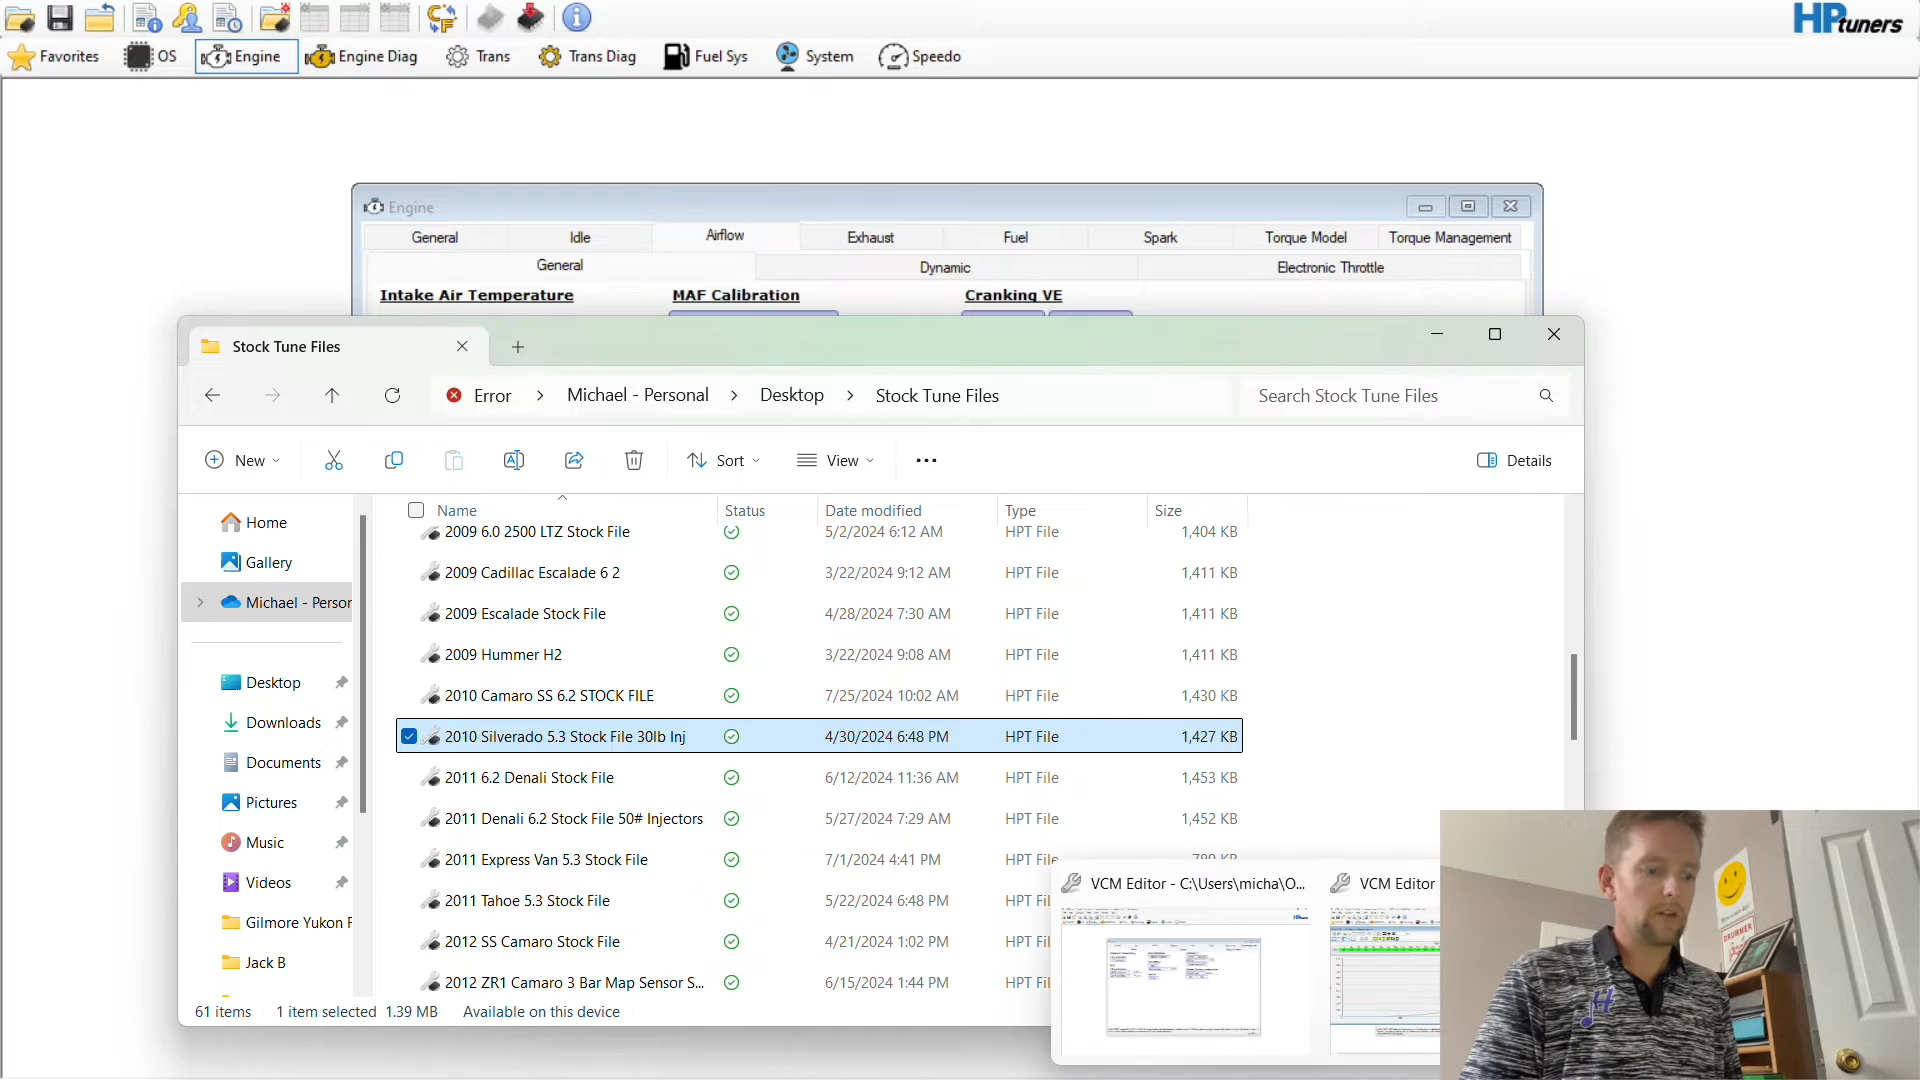 HPtuners
Favorites OS Engine Engine Diag Trans Trans Diag Fuel Sys System Speedo
Engine
General Idle Airflow Exhaust Fuel Spark Torque Model Torque Management
General Dynamic Electronic Throttle
Intake Air Temperature MAF Calibration Cranking VE
Stock Tune Files
Error > Michael - Personal > Desktop > Stock Tune Files Search Stock Tune Files
New Sort View Details
Name Status Date modified Type Size
2009 6.0 2500 LTZ Stock File 5/2/2024 6:12 AM HPT File 1,404 KB
2009 Cadillac Escalade 6 2 3/22/2024 9:12 AM HPT File 1,411 KB
2009 Escalade Stock File 4/28/2024 7:30 AM HPT File 1,411 KB
2009 Hummer H2 3/22/2024 9:08 AM HPT File 1,411 KB
2010 Camaro SS 6.2 STOCK FILE 7/25/2024 10:02 AM HPT File 1,430 KB
2010 Silverado 5.3 Stock File 30lb Inj 4/30/2024 6:48 PM HPT File 1,427 KB
2011 6.2 Denali Stock File 6/12/2024 11:36 AM HPT File 1,453 KB
2011 Denali 6.2 Stock File 50# Injectors 5/27/2024 7:29 AM HPT File 1,452 KB
2011 Express Van 5.3 Stock File 7/1/2024 4:41 PM HPT File
2011 Tahoe 5.3 Stock File 5/22/2024 6:48 PM HPT File
2012 SS Camaro Stock File 4/21/2024 1:02 PM HPT File
2012 ZR1 Camaro 3 Bar Map Sensor S... 6/15/2024 1:44 PM HPT Fi
Home
Gallery
Michael - Person
Desktop
Downloads
Documents
Pictures
Music
Videos
Gilmore Yukon F
Jack B
61 items 1 item selected 1.39 MB Available on this device
VCM Editor - C:\Users\micha\O... VCM Editor
DRUMMER
H